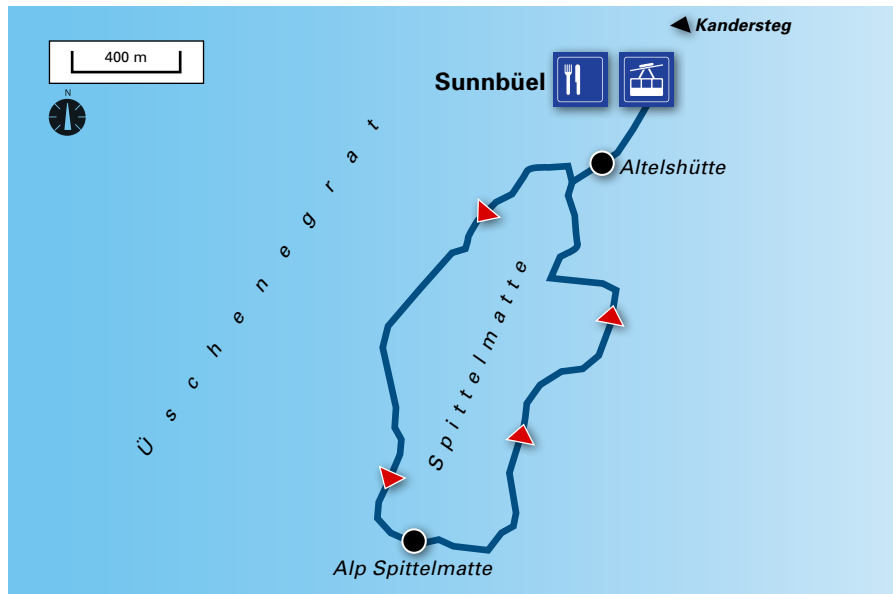 Kandersteg
400 m
Sunnbüel
N
Altelshütte
Üschenegrat
Spittelmatte
Alp Spittelmatte